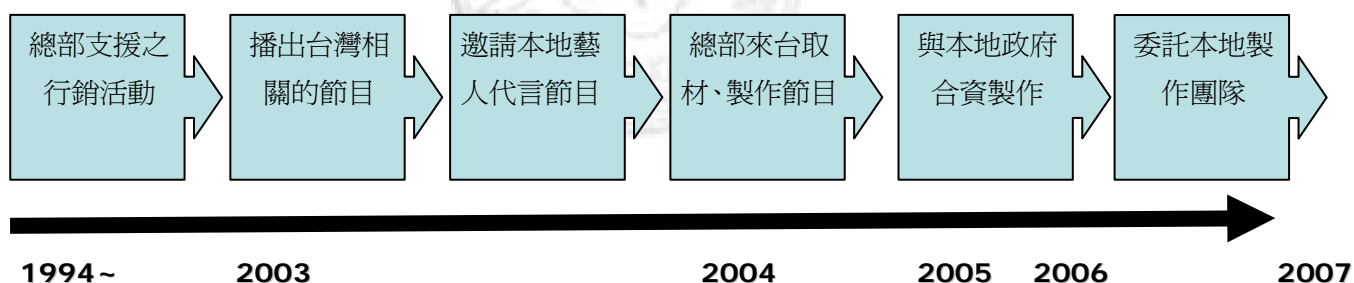 總部支援之
行銷活動
播出台灣相
關的節目
邀請本地藝
人代言節目
總部來台取
材、製作節目
與本地政府
合資製作
委託本地製
作團隊
1994~
2003
2004
2005
2006
2007